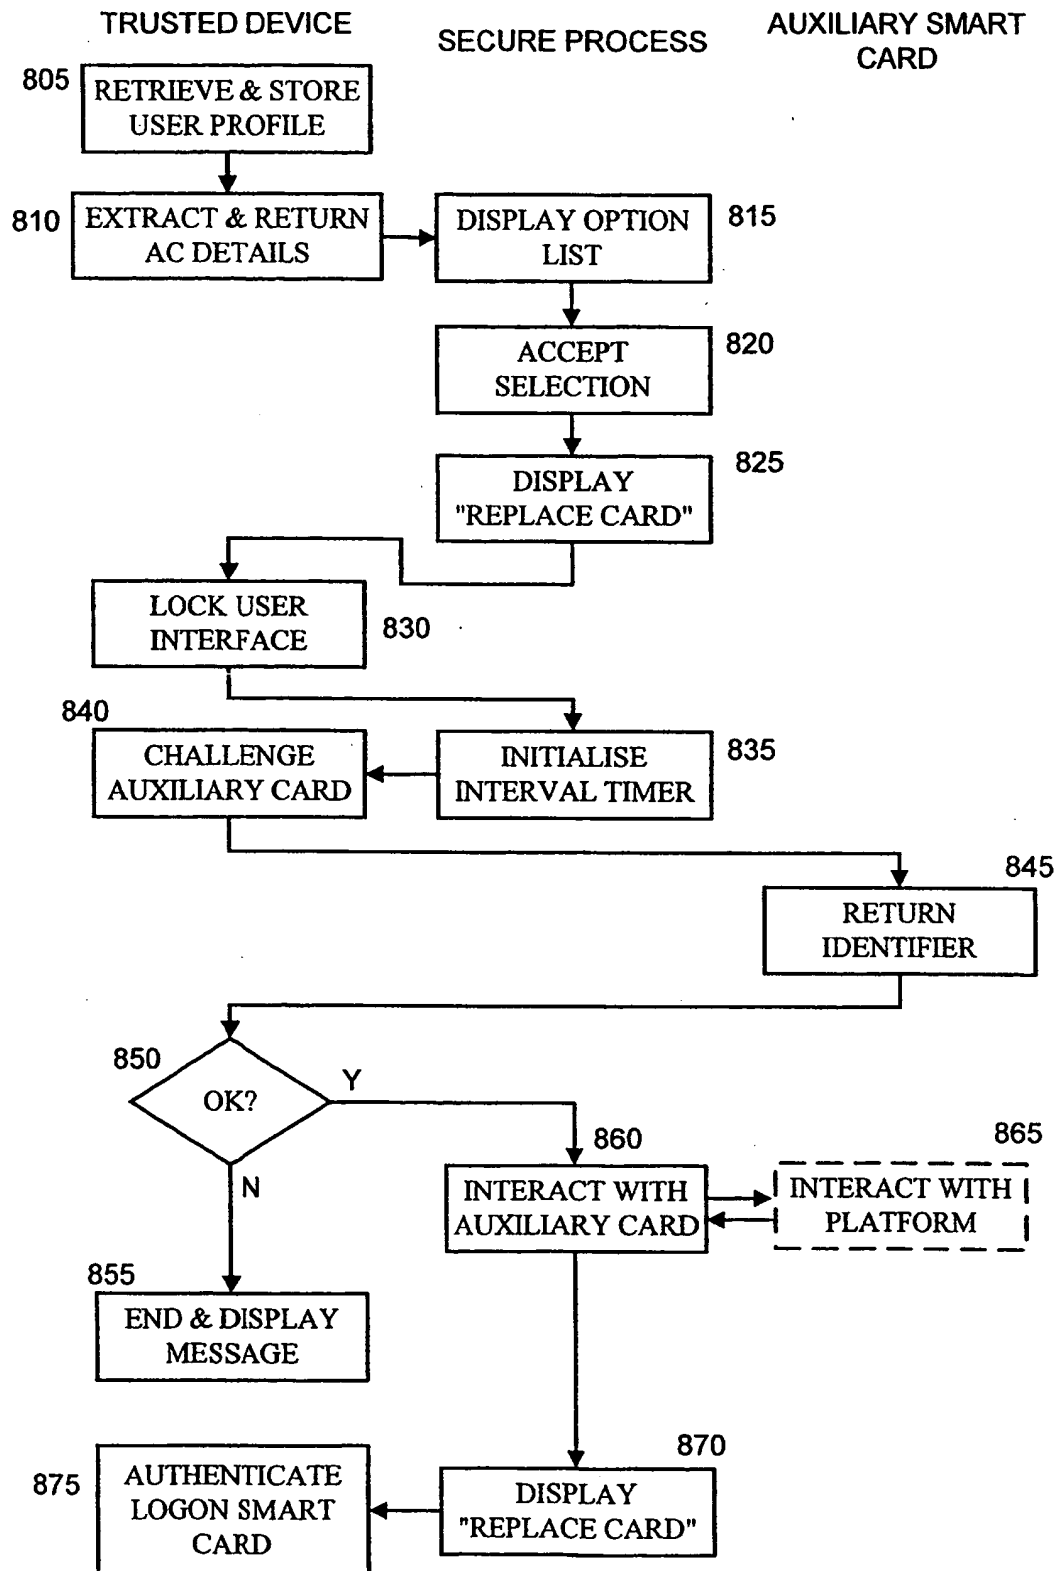 TRUSTED DEVICE
SECURE PROCESS
AUXILIARY SMART
CARD
805
RETRIEVE & STORE
USER PROFILE
810
EXTRACT & RETURN
AC DETAILS
DISPLAY OPTION
LIST
815
ACCEPT
SELECTION
820
DISPLAY
"REPLACE CARD"
825
LOCK USER
INTERFACE
830
840
CHALLENGE
AUXILIARY CARD
INITIALISE
INTERVAL TIMER
835
845
RETURN
IDENTIFIER
850
OK?
Y
N
860
INTERACT WITH
AUXILIARY CARD
865
INTERACT WITH
PLATFORM
855
END & DISPLAY
MESSAGE
870
DISPLAY
"REPLACE CARD"
875
AUTHENTICATE
LOGON SMART
CARD